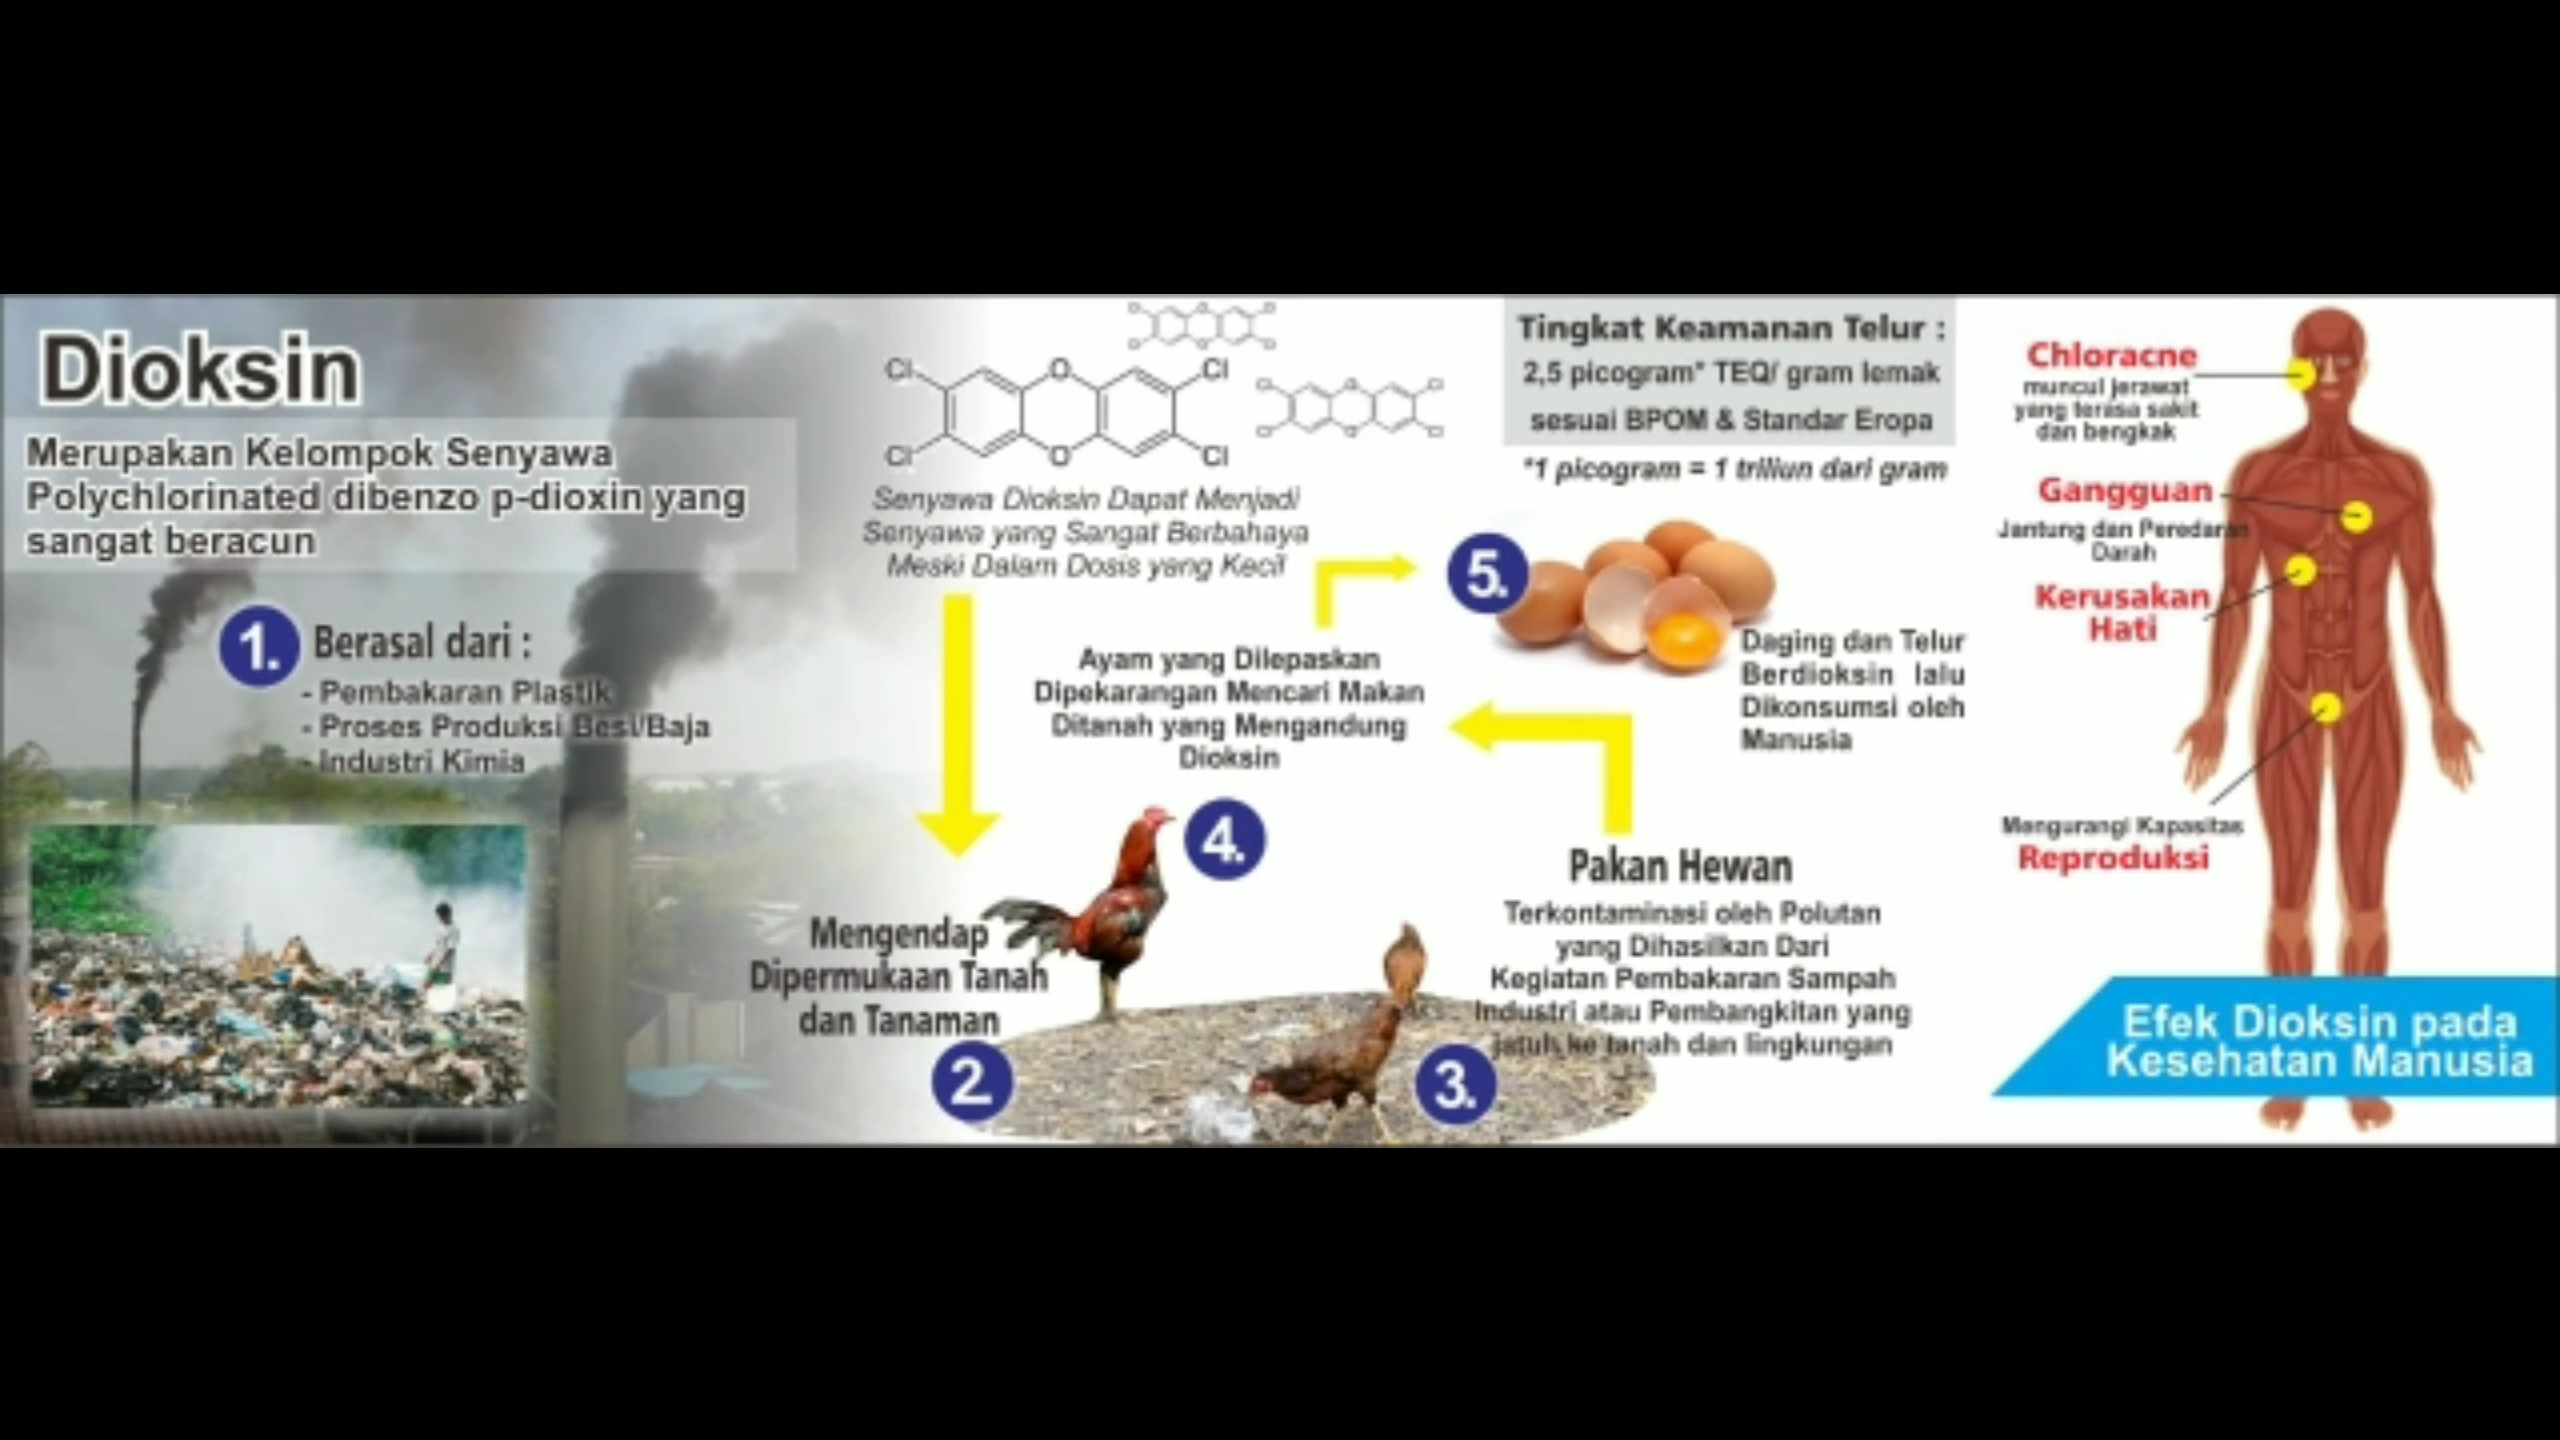 Dioksin
Merupakan Kelompok Senyawa
Polychlorinated dibenzo p-dioxin yang
sangat beracun
1. Berasal dari :
- Pembakaran Plastik
- Proses Produksi Besi/Baja
- Industri Kimia
Cl O Cl
Cl O Cl
Senyawa Dioksin Dapat Menjadi
Senyawa yang Sangat Berbahaya
Meski Dalam Dosis yang Kecil
Mengendap
Dipermukaan Tanah
dan Tanaman
2.
3.
Pakan Hewan
Terkontaminasi oleh Polutan
yang Dihasilkan Dari
Kegiatan Pembakaran Sampah
Industri atau Pembangkitan yang
jatuh ke tanah dan lingkungan
Ayam yang Dilepaskan
Dipekarangan Mencari Makan
Ditanah yang Mengandung
Dioksin
4.
Tingkat Keamanan Telur :
2,5 picogram* TEQ/ gram lemak
sesuai BPOM & Standar Eropa
*1 picogram = 1 triliun dari gram
5.
Daging dan Telur
Berdioksin lalu
Dikonsumsi oleh
Manusia
Chloracne
muncul jerawat
yang terasa sakit
dan bengkak
Gangguan
Jantung dan Peredaran
Darah
Kerusakan
Hati
Mengurangi Kapasitas
Reproduksi
Efek Dioksin pada
Kesehatan Manusia